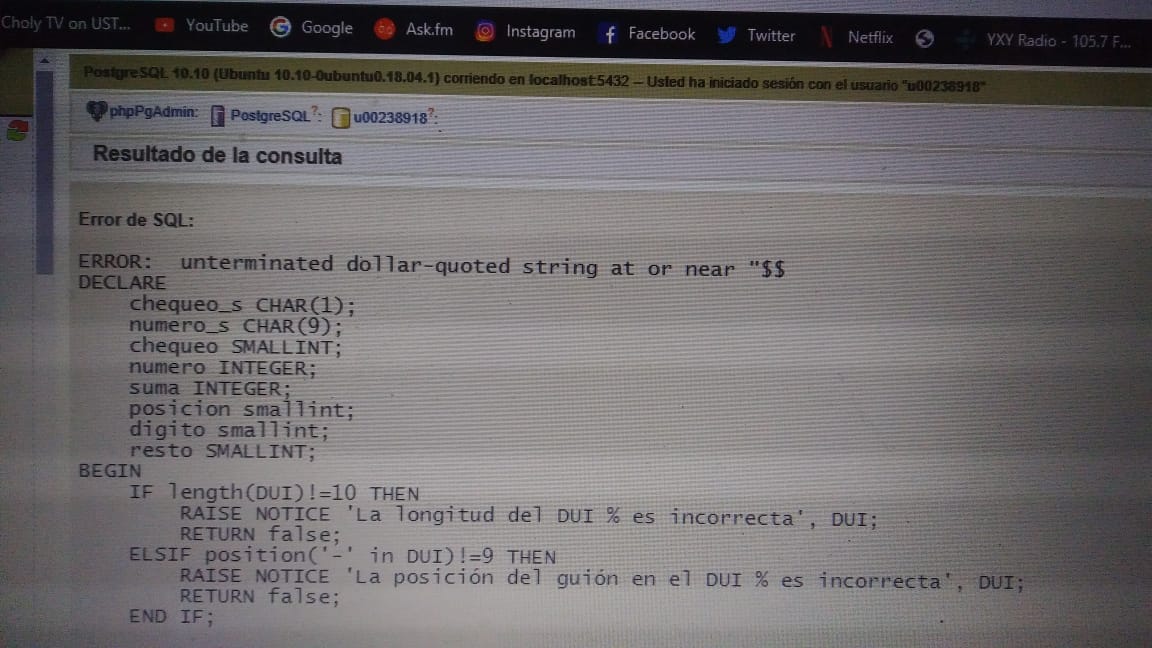 Choly TV on UST... YouTube Google Ask.fm Instagram Facebook Twitter Netflix YXY Radio - 105.7 F...
PostgreSQL 10.10 (Ubuntu 10.10-0ubuntu0.18.04.1) corriendo en localhost:5432 -- Usted ha iniciado sesión con el usuario "u00238918"
phpPgAdmin: PostgreSQL?: u00238918?:
Resultado de la consulta
Error de SQL:
ERROR: unterminated dollar-quoted string at or near "$$
DECLARE
chequeo_s CHAR(1);
numero_s CHAR(9);
chequeo SMALLINT;
numero INTEGER;
suma INTEGER;
posicion smallint;
digito smallint;
resto SMALLINT;
BEGIN
IF length(DUI)!=10 THEN
RAISE NOTICE 'La longitud del DUI % es incorrecta', DUI;
RETURN false;
ELSIF position('-' in DUI)!=9 THEN
RAISE NOTICE 'La posición del guión en el DUI % es incorrecta', DUI;
RETURN false;
END IF;